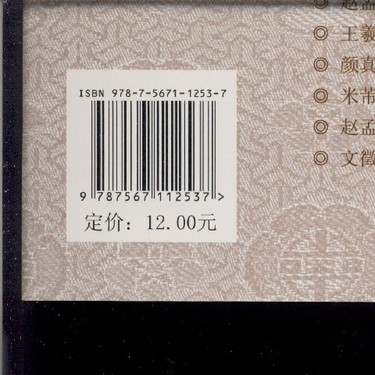 ◎ 王羲
◎ 颜真
◎ 米芾
◎ 赵孟
◎ 文徵
ISBN 978-7-5671-1253-7
9 787567 112537 >
定价：12.00元